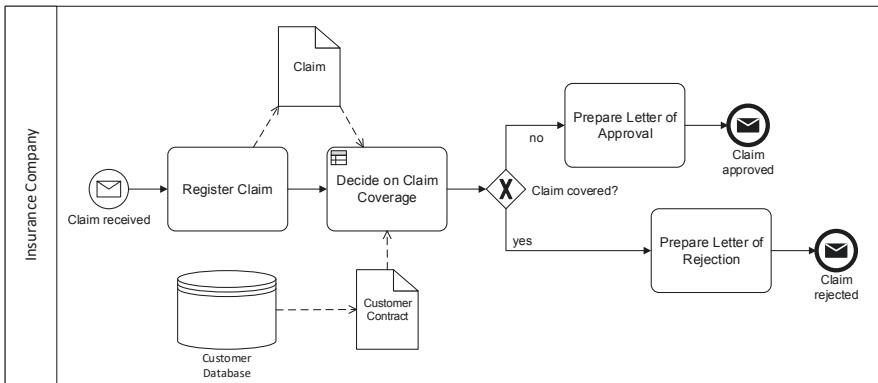 Insurance Company
Claim received
Register Claim
Claim
Decide on Claim
Coverage
Customer
Database
Customer
Contract
Claim covered?
no
Prepare Letter of
Approval
Claim
approved
yes
Prepare Letter of
Rejection
Claim
rejected